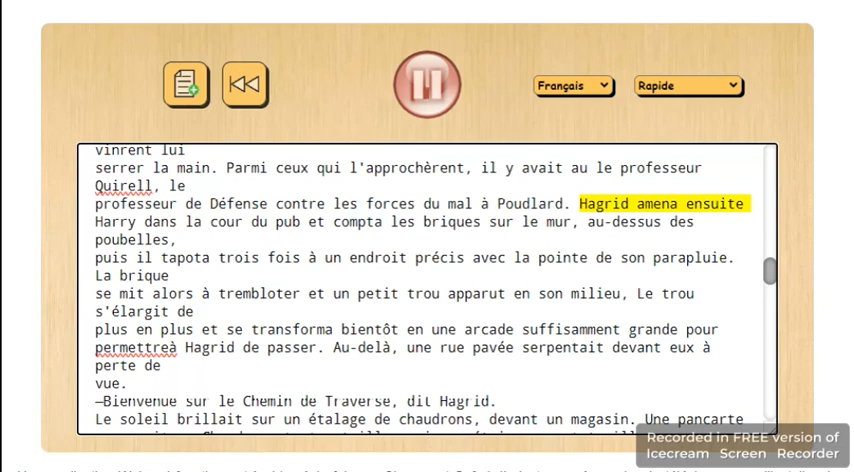 Français
Rapide
vinrent lui
serrer la main. Parmi ceux qui l'approchèrent, il y avait au le professeur
Quirell, le
professeur de Défense contre les forces du mal à Poudlard. Hagrid amena ensuite
Harry dans la cour du pub et compta les briques sur le mur, au-dessus des
poubelles,
puis il tapota trois fois à un endroit précis avec la pointe de son parapluie.
La brique
se mit alors à trembloter et un petit trou apparut en son milieu, Le trou
s'élargit de
plus en plus et se transforma bientôt en une arcade suffisamment grande pour
permettreà Hagrid de passer. Au-delà, une rue pavée serpentait devant eux à
perte de
vue.
—Bienvenue sur le Chemin de Traverse, dit Hagrid.
Le soleil brillait sur un étalage de chaudrons, devant un magasin. Une pancarte
Recorded in FREE version of
Icecream Screen Recorder